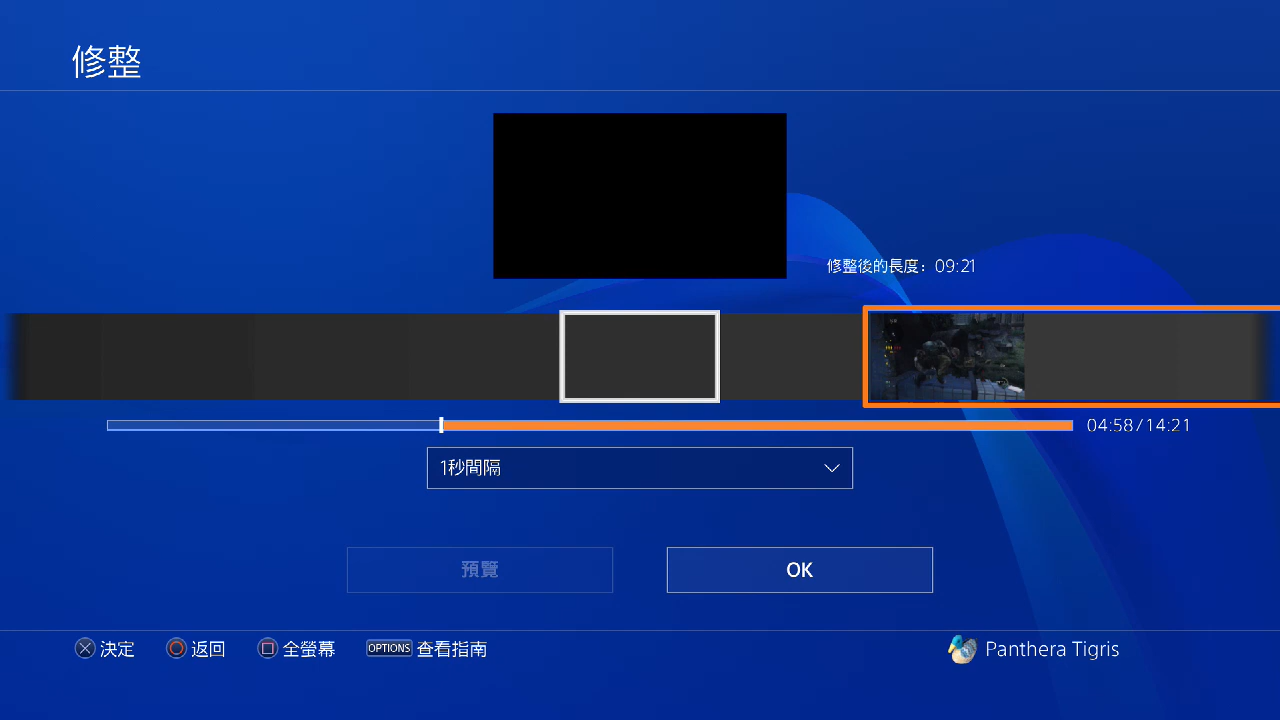 修整
修整後的長度：09:21
04:58/14:21
1秒間隔
預覽
OK
決定
返回
全螢幕
OPTIONS 查看指南
Panthera Tigris